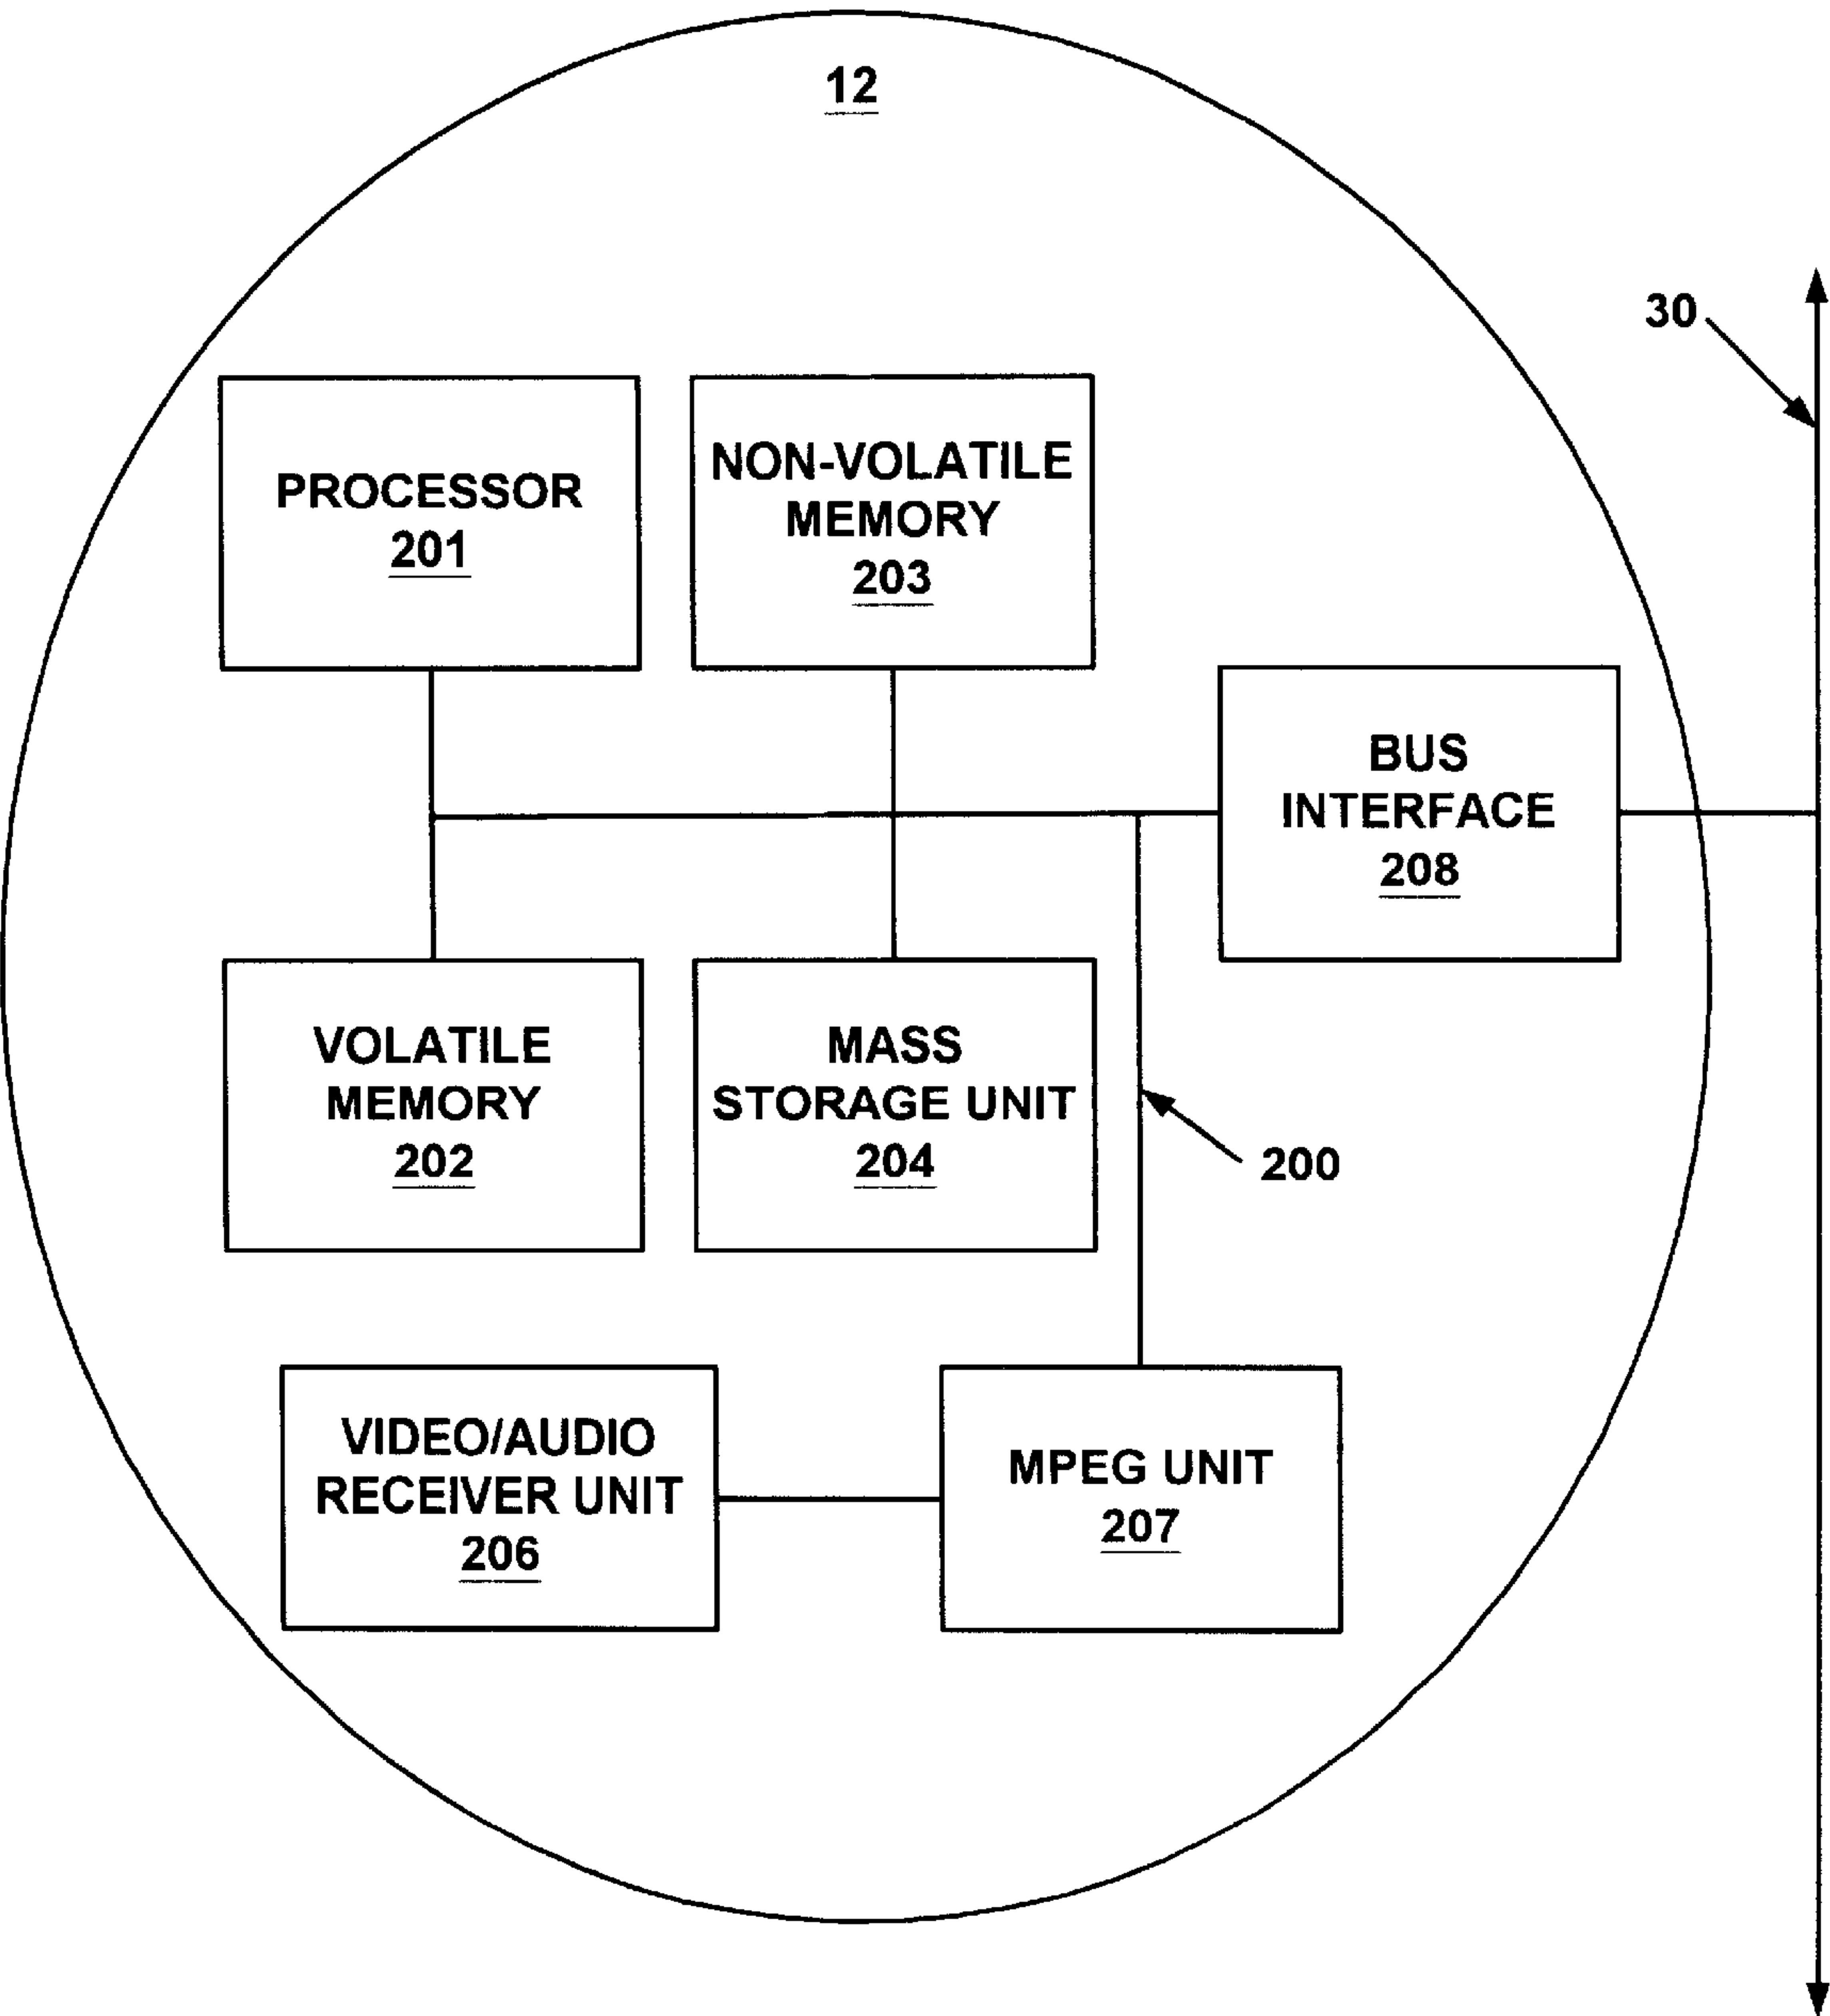 12
30
PROCESSOR
201
NON-VOLATILE
MEMORY
203
BUS
INTERFACE
208
VOLATILE
MEMORY
202
MASS
STORAGE UNIT
204
200
VIDEO/AUDIO
RECEIVER UNIT
206
MPEG UNIT
207